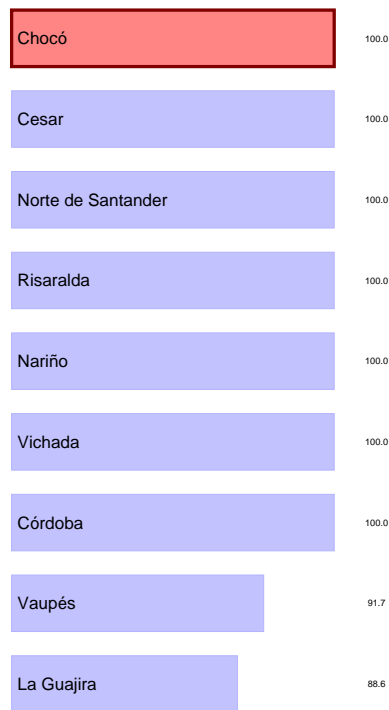 Chocó 100.0
Cesar 100.0
Norte de Santander 100.0
Risaralda 100.0
Nariño 100.0
Vichada 100.0
Córdoba 100.0
Vaupés 91.7
La Guajira 88.6